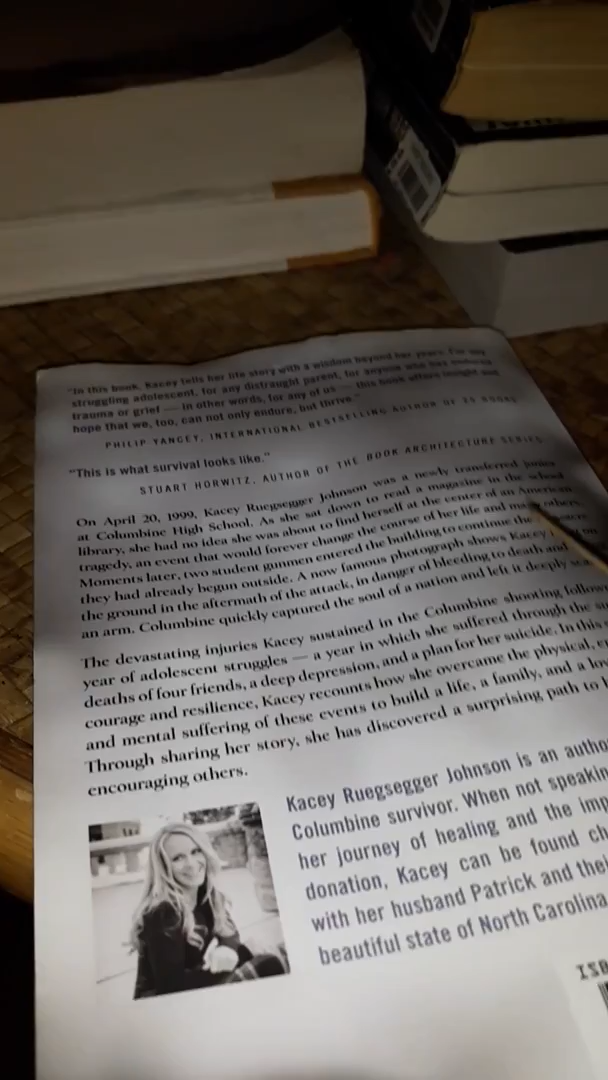 "In this book, Kacey tells her life story with a wisdom beyond her years. For any
struggling adolescent, for any distraught parent, for anyone who has endured
trauma or grief — in other words, for any of us — this book offers insight and
hope that we, too, can not only endure, but thrive."
PHILIP YANCEY, INTERNATIONAL BESTSELLING AUTHOR OF 25 BOOKS
"This is what survival looks like."
STUART HORWITZ, AUTHOR OF THE BOOK ARCHITECTURE SERIES
On April 20, 1999, Kacey Ruegsegger Johnson was a newly transferred junior
at Columbine High School. As she sat down to read a magazine in the school
library, she had no idea she was about to find herself at the center of an American
tragedy, an event that would forever change the course of her life and many others.
Moments later, two student gunmen entered the building to continue the
they had already begun outside. A now famous photograph shows Kacey on
the ground in the aftermath of the attack, in danger of bleeding to death and
an arm. Columbine quickly captured the soul of a nation and left it deeply
The devastating injuries Kacey sustained in the Columbine shooting follow
year of adolescent struggles — a year in which she suffered through the
deaths of four friends, a deep depression, and a plan for her suicide. In this
courage and resilience, Kacey recounts how she overcame the physical, e
and mental suffering of these events to build a life, a family, and a
Through sharing her story, she has discovered a surprising path to
encouraging others.
Kacey Ruegsegger Johnson is an autho
Columbine survivor. When not speakin
her journey of healing and the imp
donation, Kacey can be found ch
with her husband Patrick and thei
beautiful state of North Carolina
ISB